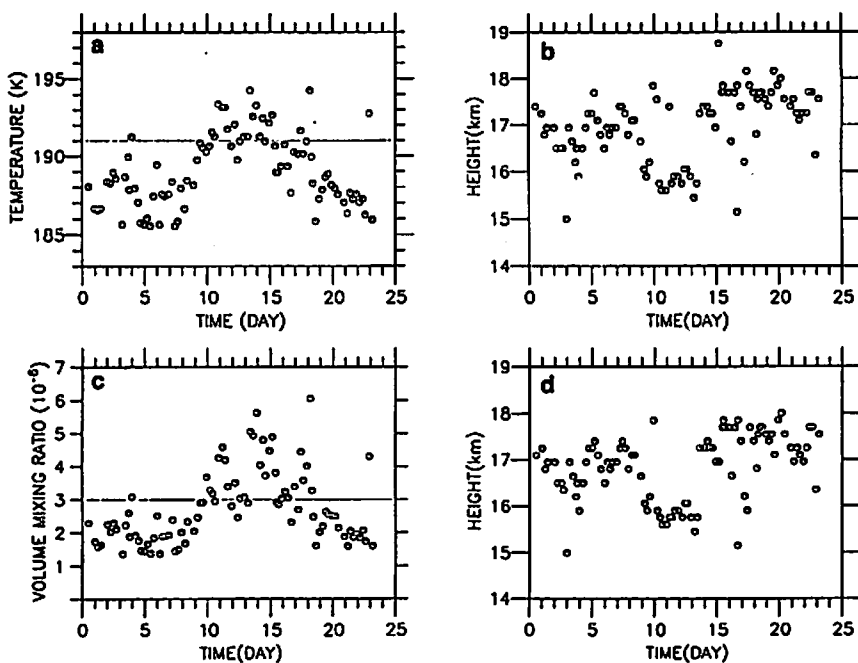 a
TEMPERATURE (K)
195
190
185
0 5 10 15 20 25
TIME (DAY)
b
HEIGHT(km)
19
18
17
16
15
14
0 5 10 15 20 25
TIME(DAY)
c
VOLUME MIXING RATIO (10⁻⁶)
7
6
5
4
3
2
1
0 5 10 15 20 25
TIME(DAY)
d
HEIGHT(km)
19
18
17
16
15
14
0 5 10 15 20 25
TIME(DAY)